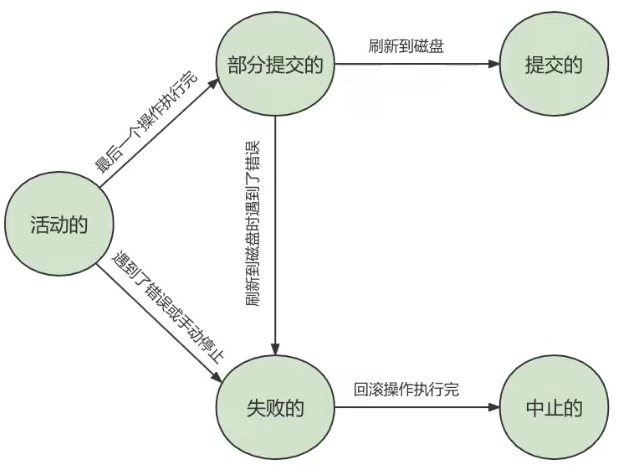 部分提交的
刷新到磁盘
提交的
最后一个操作执行完
刷新到磁盘时遇到了错误
活动的
遇到了错误或手动停止
失败的
回滚操作执行完
中止的